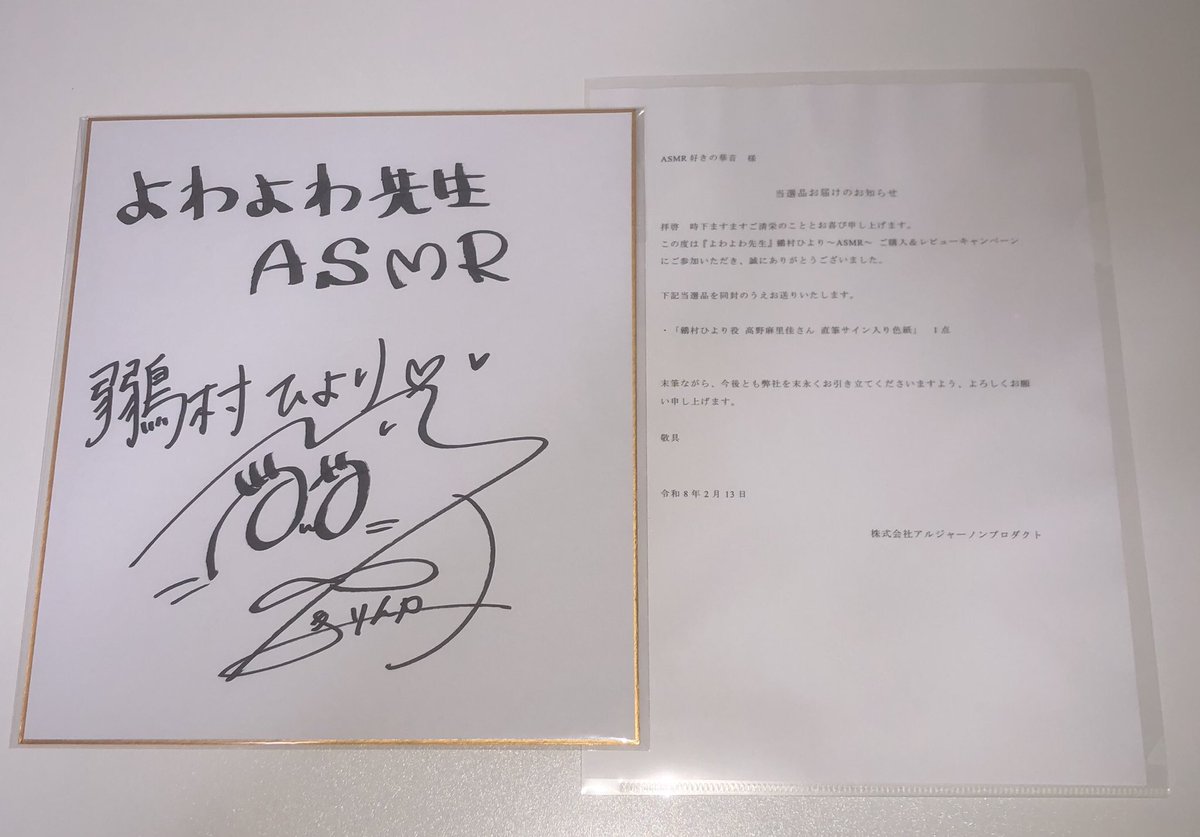 よわよわ先生
ASMR
鶸村ひより
まりんか
ASMR好きの華音 様
当選品お届けのお知らせ
拝啓 時下ますますご清栄のこととお喜び申し上げます。
この度は『よわよわ先生』鶸村ひより～ASMR～ ご購入＆レビューキャンペーン
にご参加いただき、誠にありがとうございました。
下記当選品を同封のうえお送りいたします。
・「鶸村ひより役 高野麻里佳さん 直筆サイン入り色紙」 1点
末筆ながら、今後とも弊社を末永くお引き立てくださいますよう、よろしくお願
い申し上げます。
敬具
令和8年2月13日
株式会社アルジャーノンプロダクト